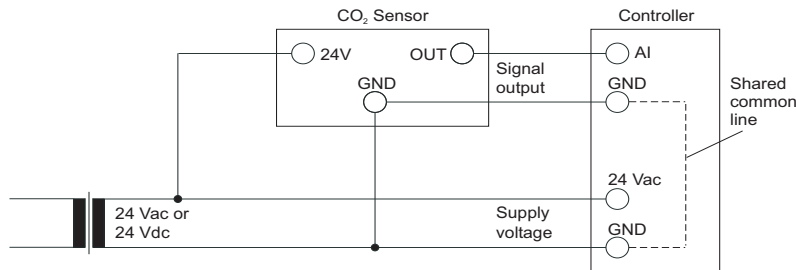 CO₂ Sensor
Controller
24V
OUT
AI
GND
Signal
output
GND
Shared
common
line
24 Vac
24 Vac or
24 Vdc
Supply
voltage
GND